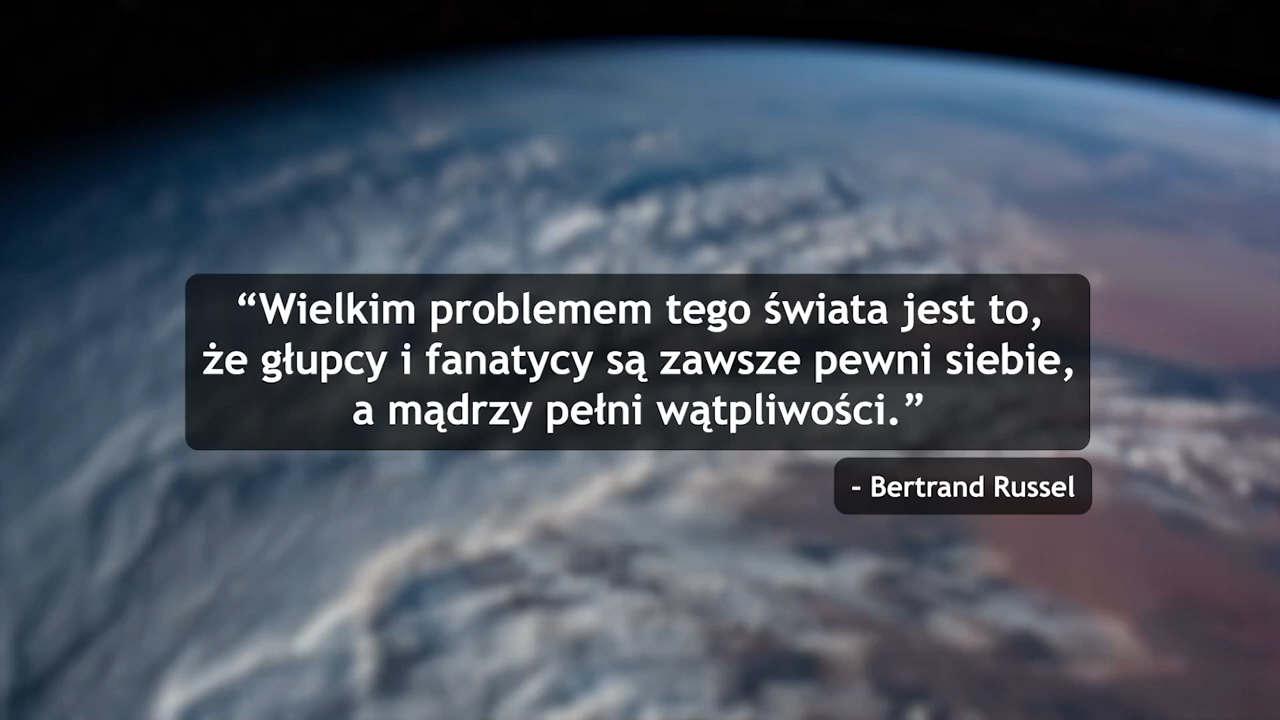 “Wielkim problemem tego świata jest to,
że głupcy i fanatycy są zawsze pewni siebie,
a mądrzy pełni wątpliwości.”
- Bertrand Russel